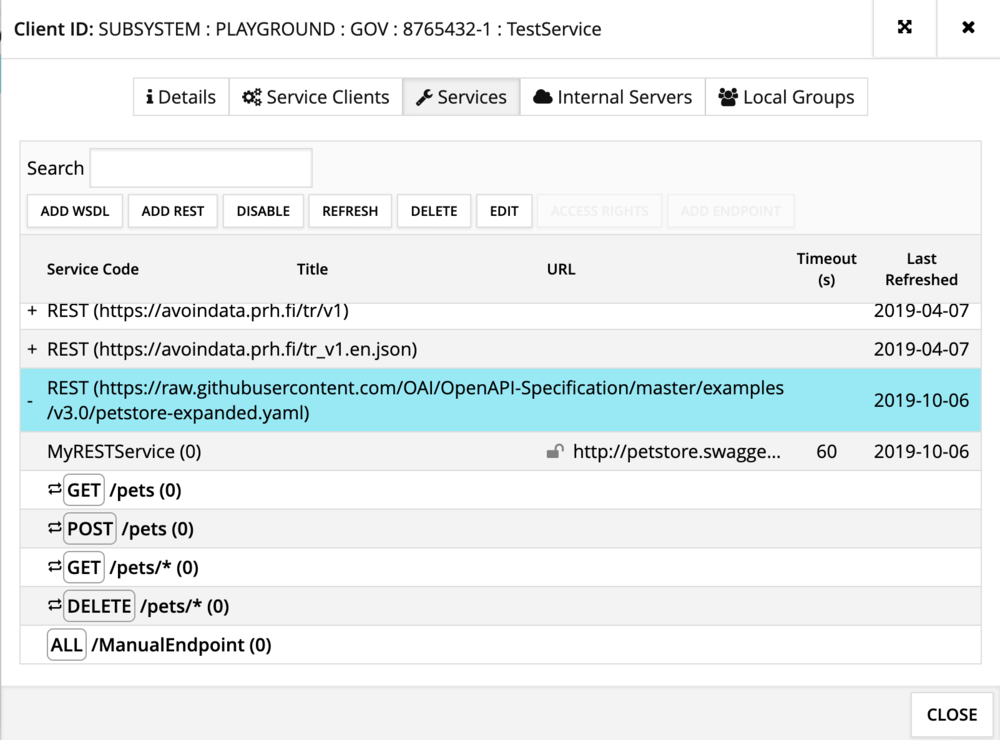 Client ID: SUBSYSTEM : PLAYGROUND : GOV : 8765432-1 : TestService
Details Service Clients Services Internal Servers Local Groups
Search
ADD WSDL ADD REST DISABLE REFRESH DELETE EDIT ACCESS RIGHTS ADD ENDPOINT
Service Code Title URL Timeout (s) Last Refreshed
+ REST (https://avoindata.prh.fi/tr/v1) 2019-04-07
+ REST (https://avoindata.prh.fi/tr_v1.en.json) 2019-04-07
- REST (https://raw.githubusercontent.com/OAI/OpenAPI-Specification/master/examples
/v3.0/petstore-expanded.yaml) 2019-10-06
MyRESTService (0) http://petstore.swagge... 60 2019-10-06
GET /pets (0)
POST /pets (0)
GET /pets/* (0)
DELETE /pets/* (0)
ALL /ManualEndpoint (0)
CLOSE